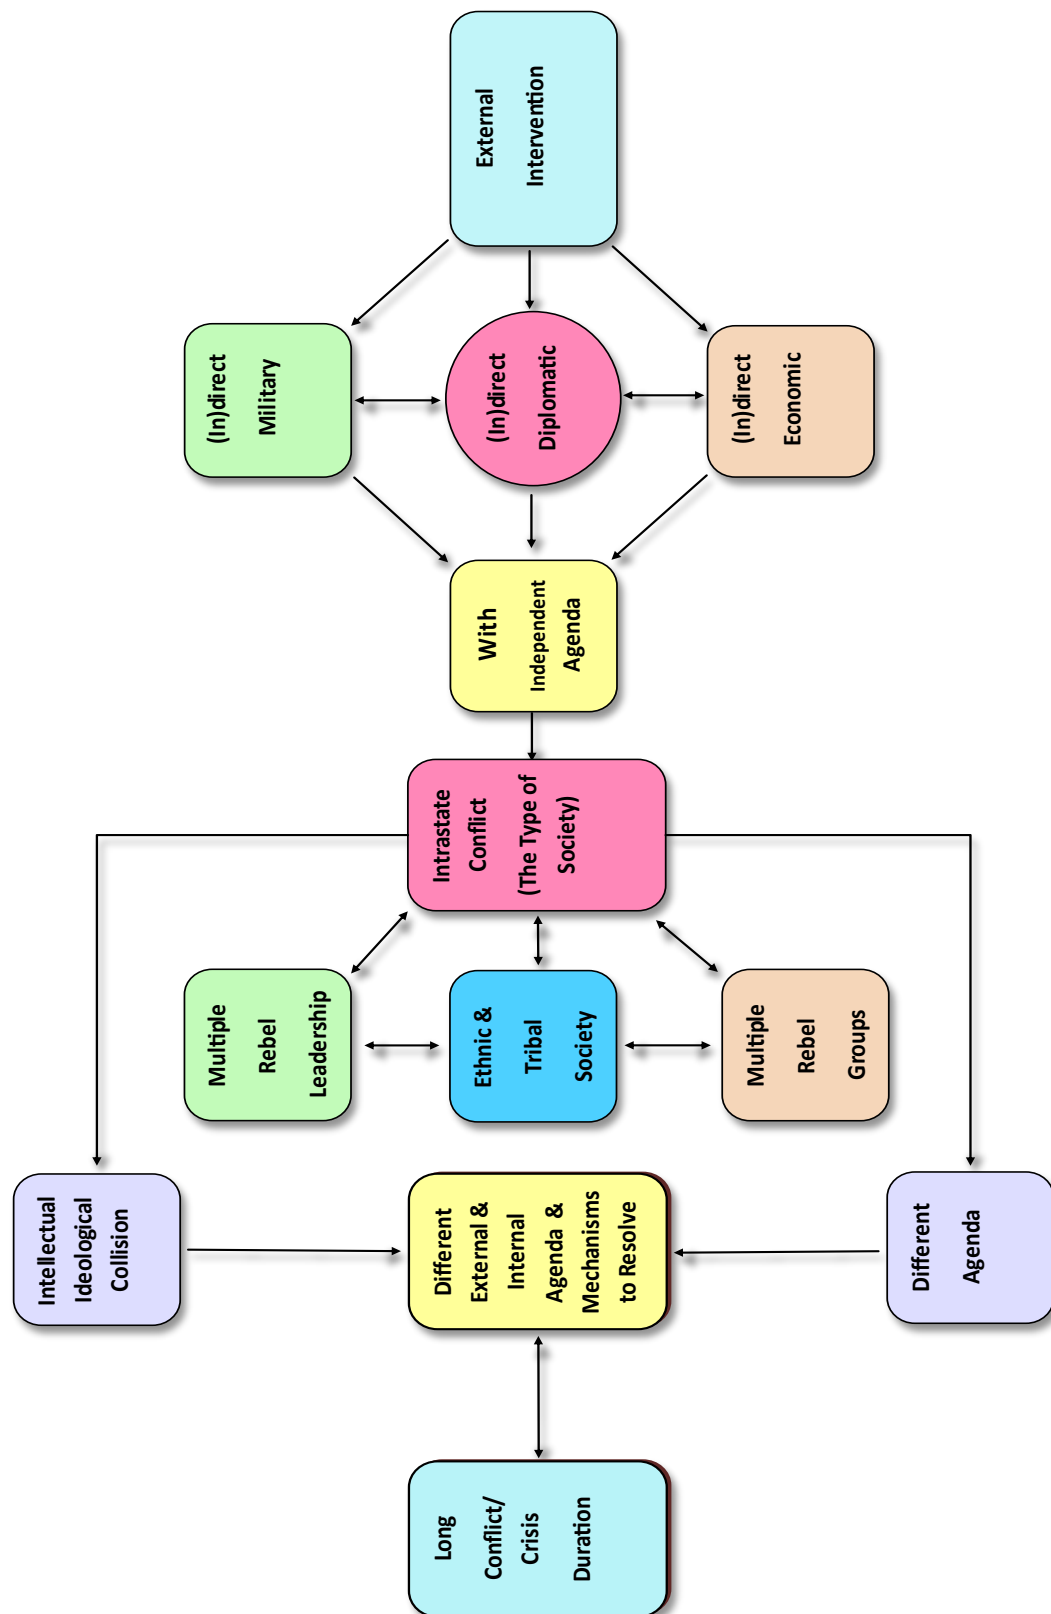 External
Intervention
(In)direct
Military
(In)direct
Diplomatic
(In)direct
Economic
With
Independent
Agenda
Intrastate
Conflict
(The Type of
Society)
Multiple
Rebel
Leadership
Ethnic &
Tribal
Society
Multiple
Rebel
Groups
Intellectual
Ideological
Collision
Different
External &
Internal
Agenda &
Mechanisms
to Resolve
Different
Agenda
Long
Conflict/
Crisis
Duration